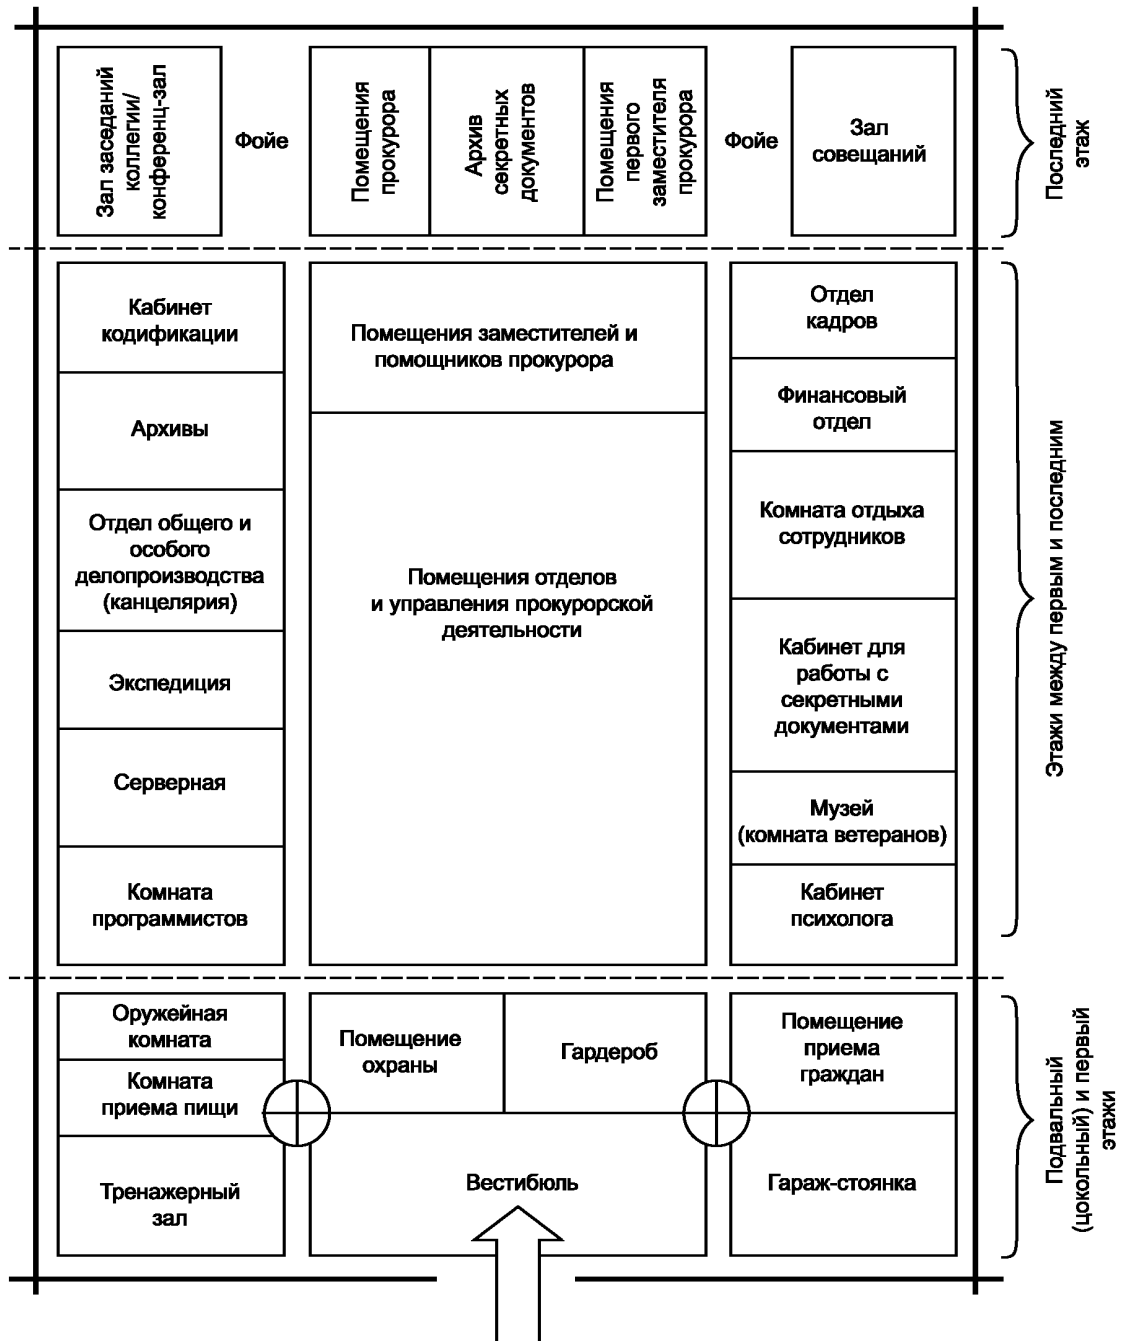 Зал заседаний
коллегии/
конференц-зал
Фойе
Помещения
прокурора
Архив
секретных
документов
Помещения
первого
заместителя
прокурора
Фойе
Зал
совещаний
Последний
этаж
Кабинет
кодификации
Архивы
Отдел общего и
особого
делопроизводства
(канцелярия)
Экспедиция
Серверная
Комната
программистов
Помещения заместителей и
помощников прокурора
Помещения отделов
и управления прокурорской
деятельности
Отдел
кадров
Финансовый
отдел
Комната отдыха
сотрудников
Кабинет для
работы с
секретными
документами
Музей
(комната ветеранов)
Кабинет
психолога
Этажи между первым и последним
Оружейная
комната
Комната
приема пищи
Тренажерный
зал
Помещение
охраны
Гардероб
Вестибюль
Помещение
приема
граждан
Гараж-стоянка
Подвальный
(цокольный) и первый
этажи